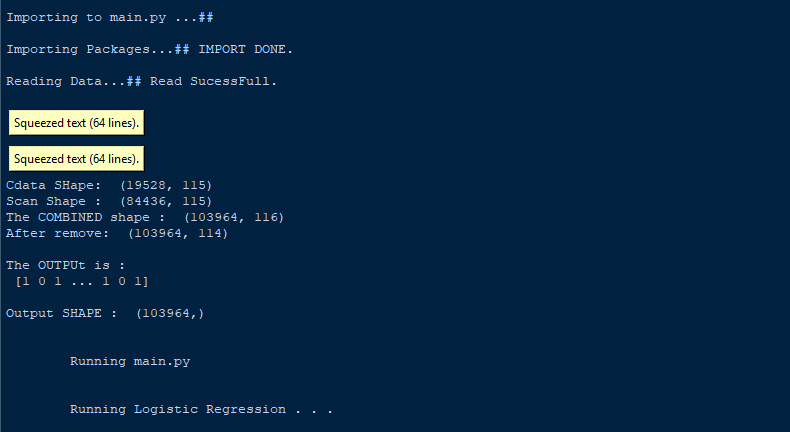 Importing to main.py ...##
Importing Packages...## IMPORT DONE.
Reading Data...## Read SucessFull.
Squeezed text (64 lines).
Squeezed text (64 lines).
Cdata SHape:  (19528, 115)
Scan Shape :  (84436, 115)
The COMBINED shape :  (103964, 116)
After remove:  (103964, 114)
The OUTPUt is :
[1 0 1 ... 1 0 1]
Output SHAPE :  (103964,)
Running main.py
Running Logistic Regression . . .